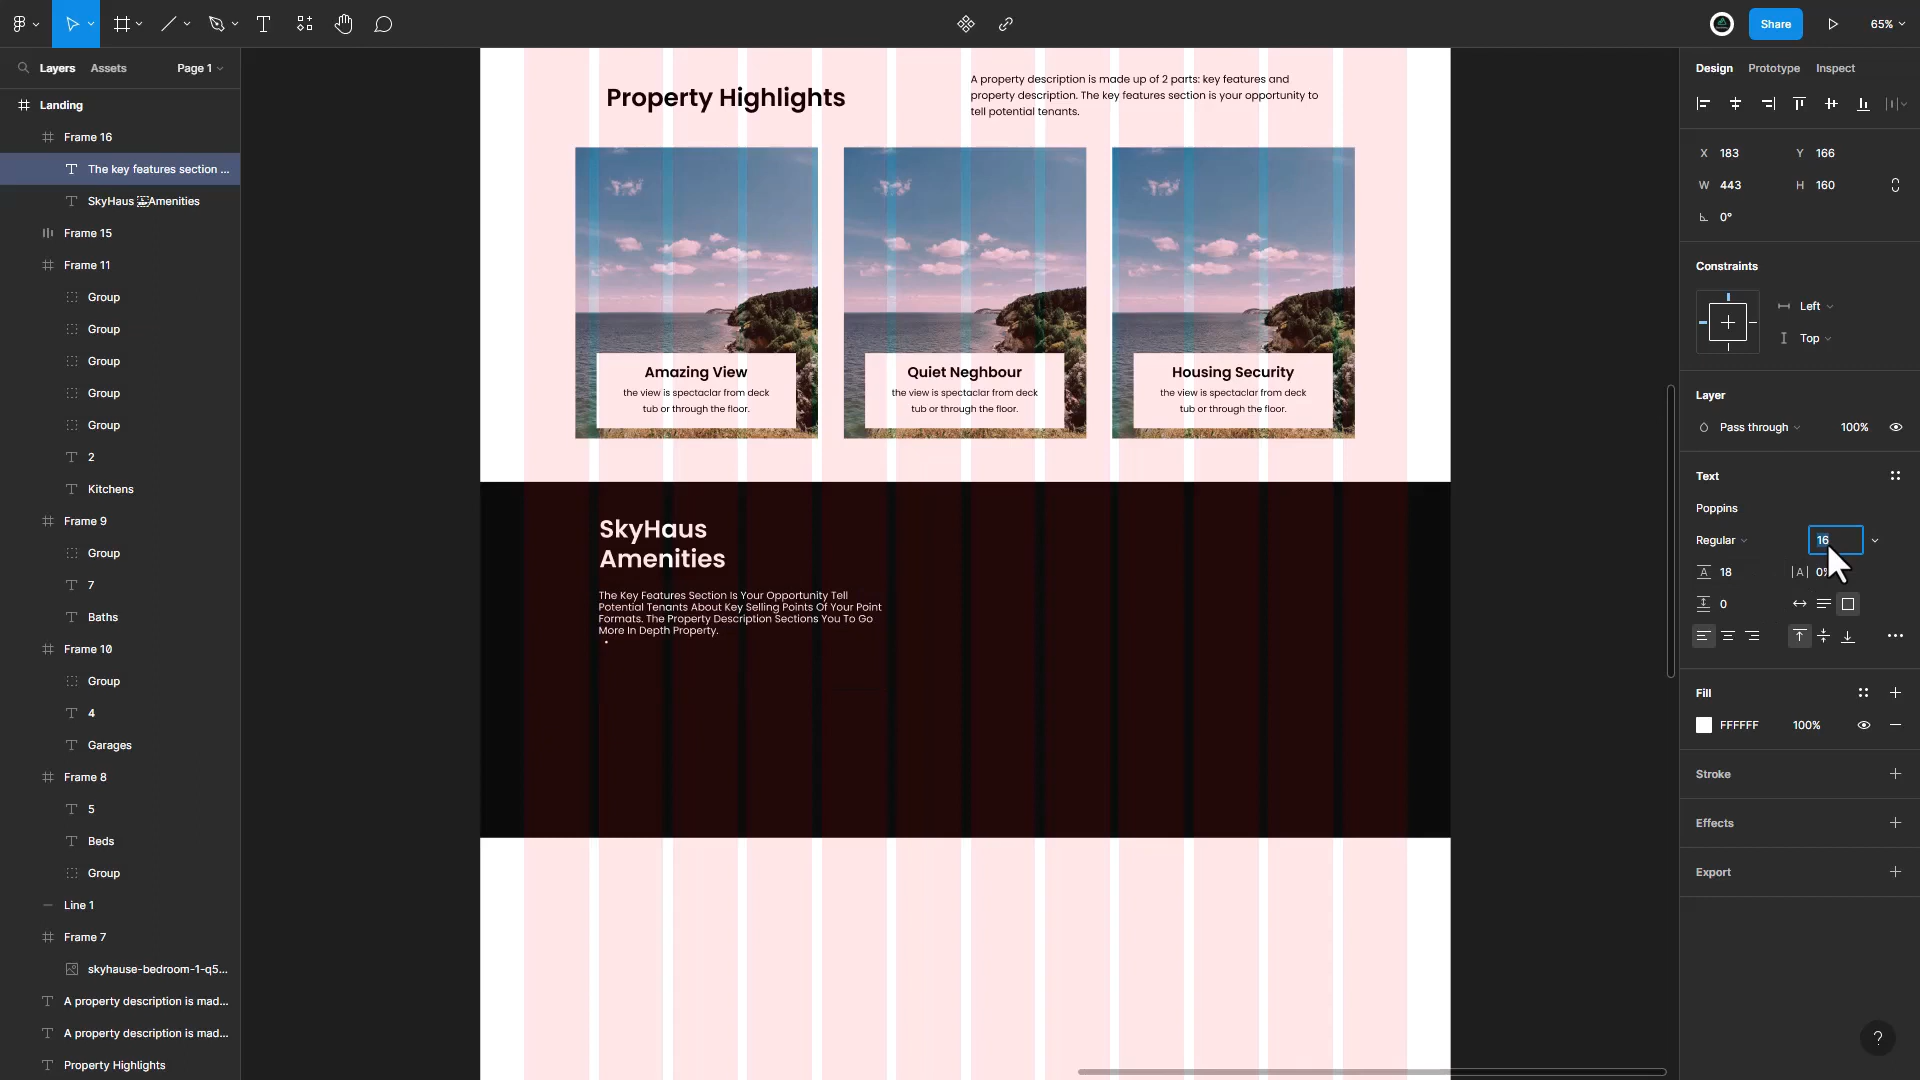 Share
65%
Layers
Assets
Page 1
Design
Prototype
Inspect
Landing
Frame 16
The key features section ...
SkyHaus Amenities
Frame 15
Frame 11
Group
Group
Group
Group
Group
2
Kitchens
Frame 9
Group
7
Baths
Frame 10
Group
4
Garages
Frame 8
5
Beds
Group
Line 1
Frame 7
skyhause-bedroom-1-q5...
A property description is mad...
A property description is mad...
Property Highlights
Property Highlights
A property description is made up of 2 parts: key features and
property description. The key features section is your opportunity to
tell potential tenants.
Amazing View
the view is spectaclar from deck
tub or through the floor.
Quiet Neghbour
the view is spectaclar from deck
tub or through the floor.
Housing Security
the view is spectaclar from deck
tub or through the floor.
SkyHaus
Amenities
The Key Features Section Is Your Opportunity Tell
Potential Tenants About Key Selling Points Of Your Point
Formats. The Property Description Sections You To Go
More In Depth Property.
X 183
Y 166
W 443
H 160
0°
Constraints
Left
Top
Layer
Pass through
100%
Text
Poppins
Regular
16
18
0%
0
Fill
FFFFFF
100%
Stroke
Effects
Export
?